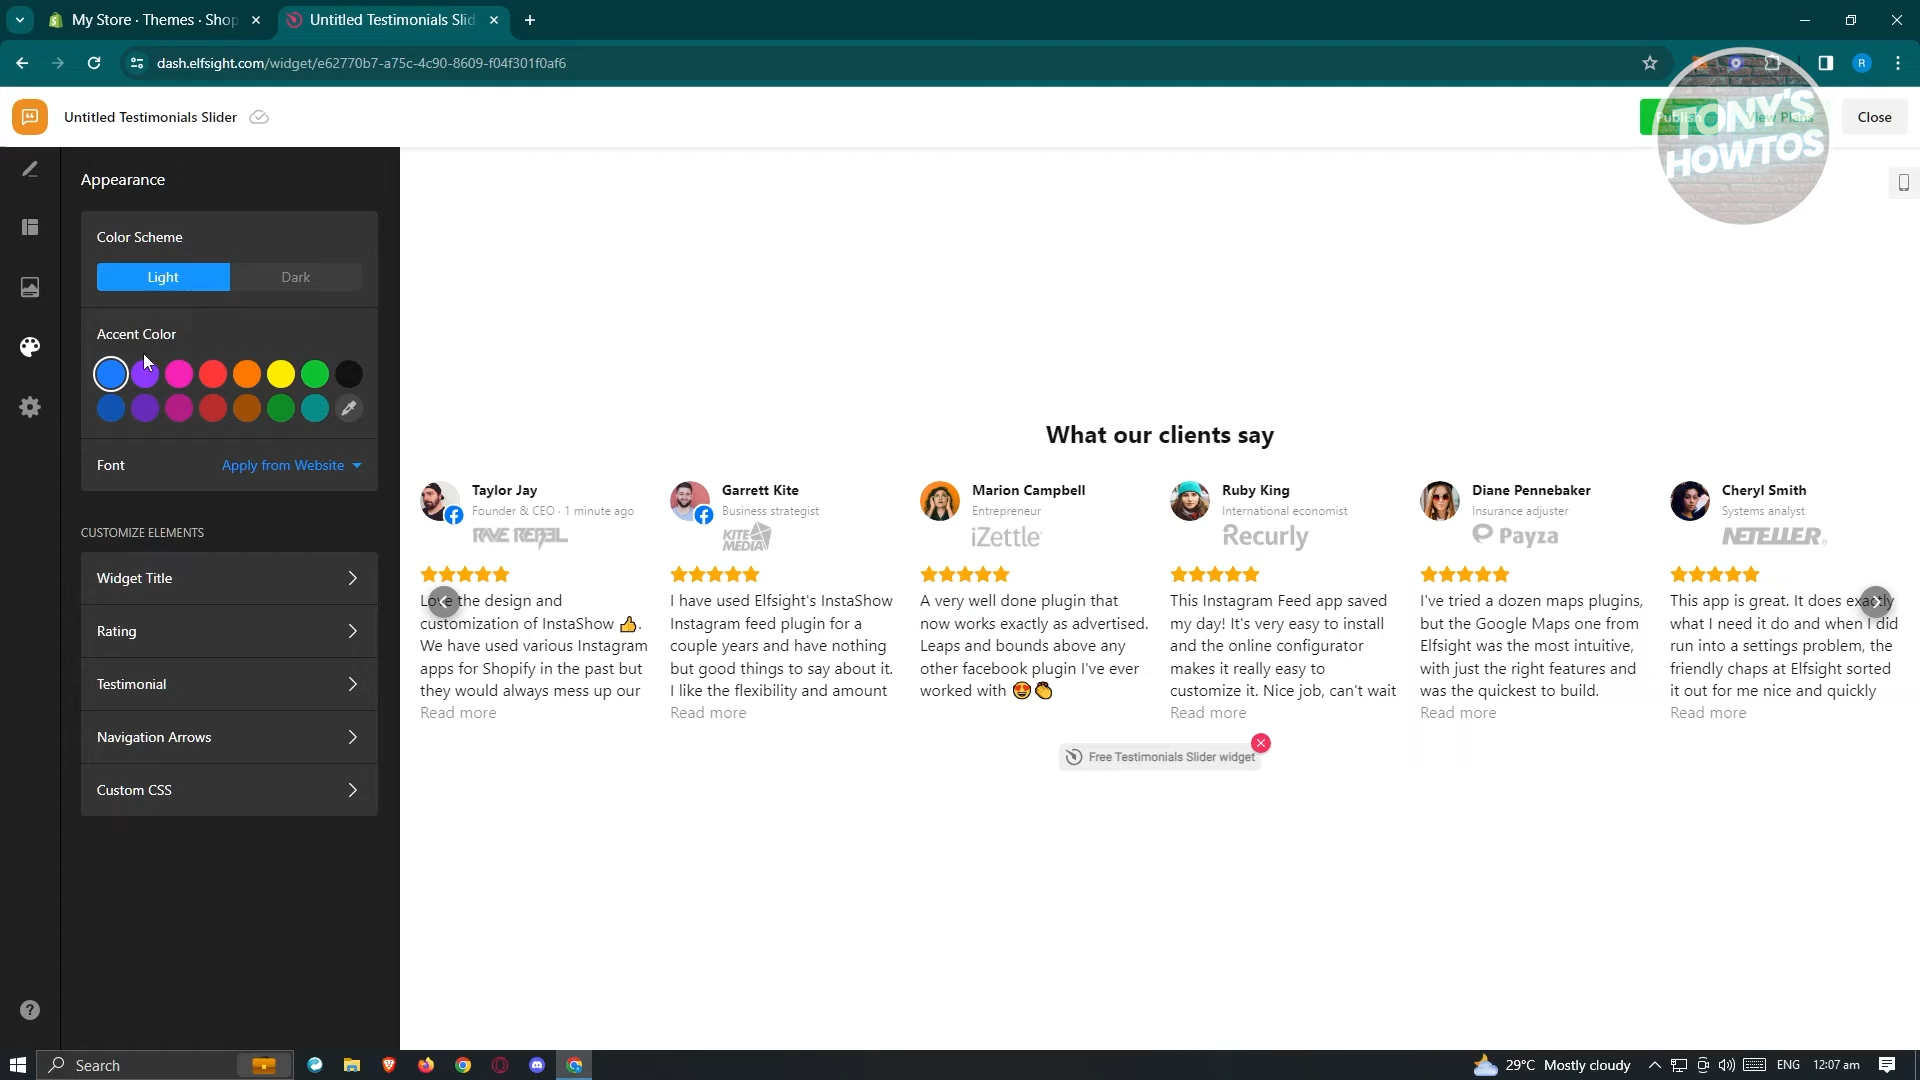 My Store · Themes · Shop
Untitled Testimonials Slid
dash.elfsight.com/widget/e62770b7-a75c-4c90-8609-f04f301f0af6
R
Untitled Testimonials Slider
Publish
View Plans
Close
TONY'S
HOWTOS
Appearance
Color Scheme
Light
Dark
Accent Color
Font
Apply from Website
CUSTOMIZE ELEMENTS
Widget Title
Rating
Testimonial
Navigation Arrows
Custom CSS
What our clients say
Taylor Jay
Founder & CEO · 1 minute ago
RAVE REBEL
Love the design and
customization of InstaShow 👍.
We have used various Instagram
apps for Shopify in the past but
they would always mess up our
Read more
Garrett Kite
Business strategist
KITE
MEDIA
I have used Elfsight's InstaShow
Instagram feed plugin for a
couple years and have nothing
but good things to say about it.
I like the flexibility and amount
Read more
Marion Campbell
Entrepreneur
iZettle
A very well done plugin that
now works exactly as advertised.
Leaps and bounds above any
other facebook plugin I've ever
worked with 😍👏
Ruby King
International economist
Recurly
This Instagram Feed app saved
my day! It's very easy to install
and the online configurator
makes it really easy to
customize it. Nice job, can't wait
Read more
Diane Pennebaker
Insurance adjuster
Payza
I've tried a dozen maps plugins,
but the Google Maps one from
Elfsight was the most intuitive,
with just the right features and
was the quickest to build.
Read more
Cheryl Smith
Systems analyst
NETELLER
This app is great. It does exactly
what I need it do and when I did
run into a settings problem, the
friendly chaps at Elfsight sorted
it out for me nice and quickly
Read more
Free Testimonials Slider widget
Search
29°C Mostly cloudy
ENG
12:07 am